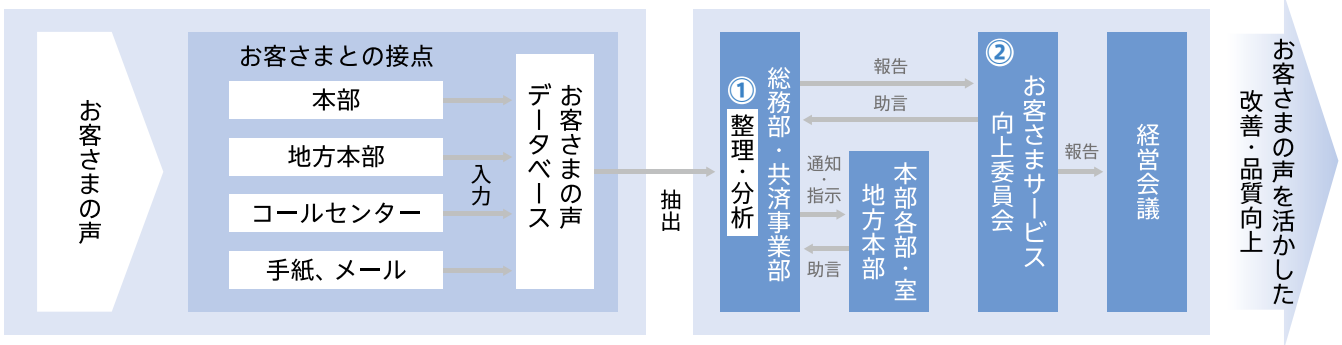 お客さまの声
お客さまとの接点
本部
地方本部
コールセンター
手紙、メール
入力
お客さまの声
データベース
抽出
①
整理・分析
総務部・共済事業部
報告
助言
通知・指示
助言
本部各部・室
地方本部
②
お客さまサービス
向上委員会
報告
経営会議
お客さまの声を活かした
改善・品質向上